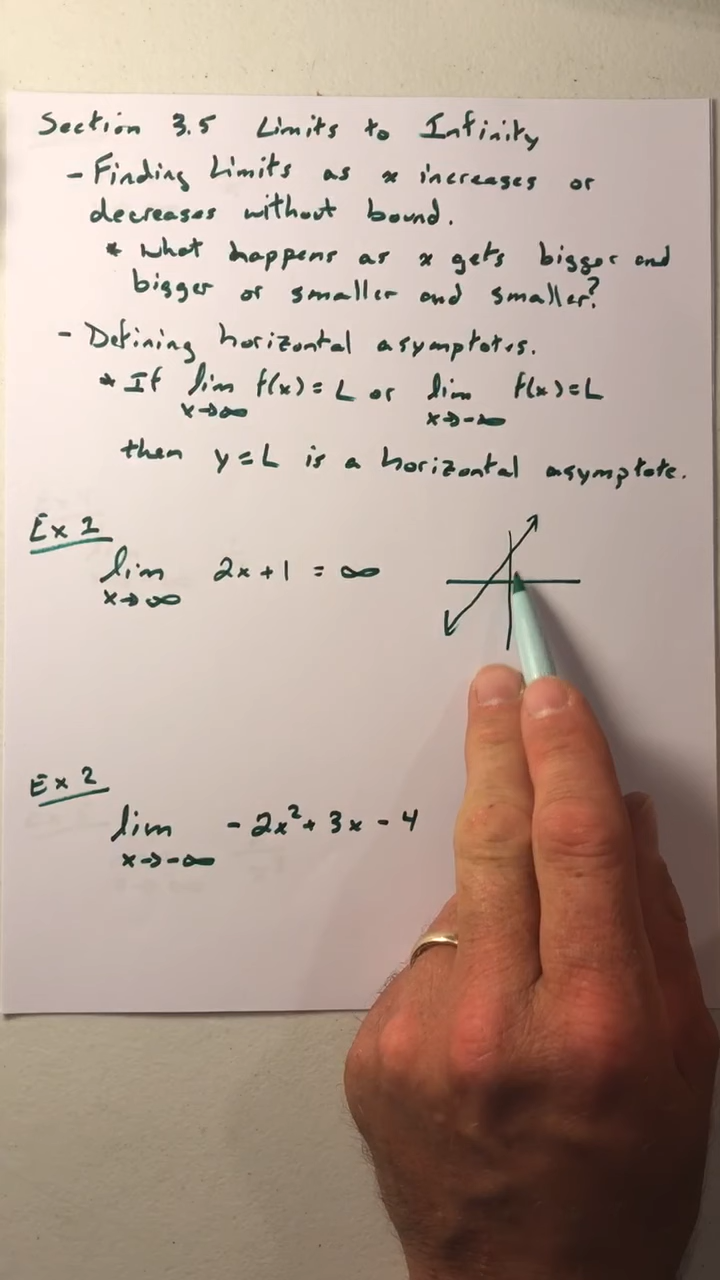 Section 3.5 Limits to Infinity
- Finding Limits as x increases or
decreases without bound.
* What happens as x gets bigger and
bigger or smaller and smaller?
- Defining horizontal asymptotes.
* If lim f(x) = L or lim f(x) = L
x→∞ x→-∞
then y = L is a horizontal asymptote.
Ex 2
lim 2x + 1 = ∞
x→∞
Ex 2
lim - 2x² + 3x - 4
x→-∞